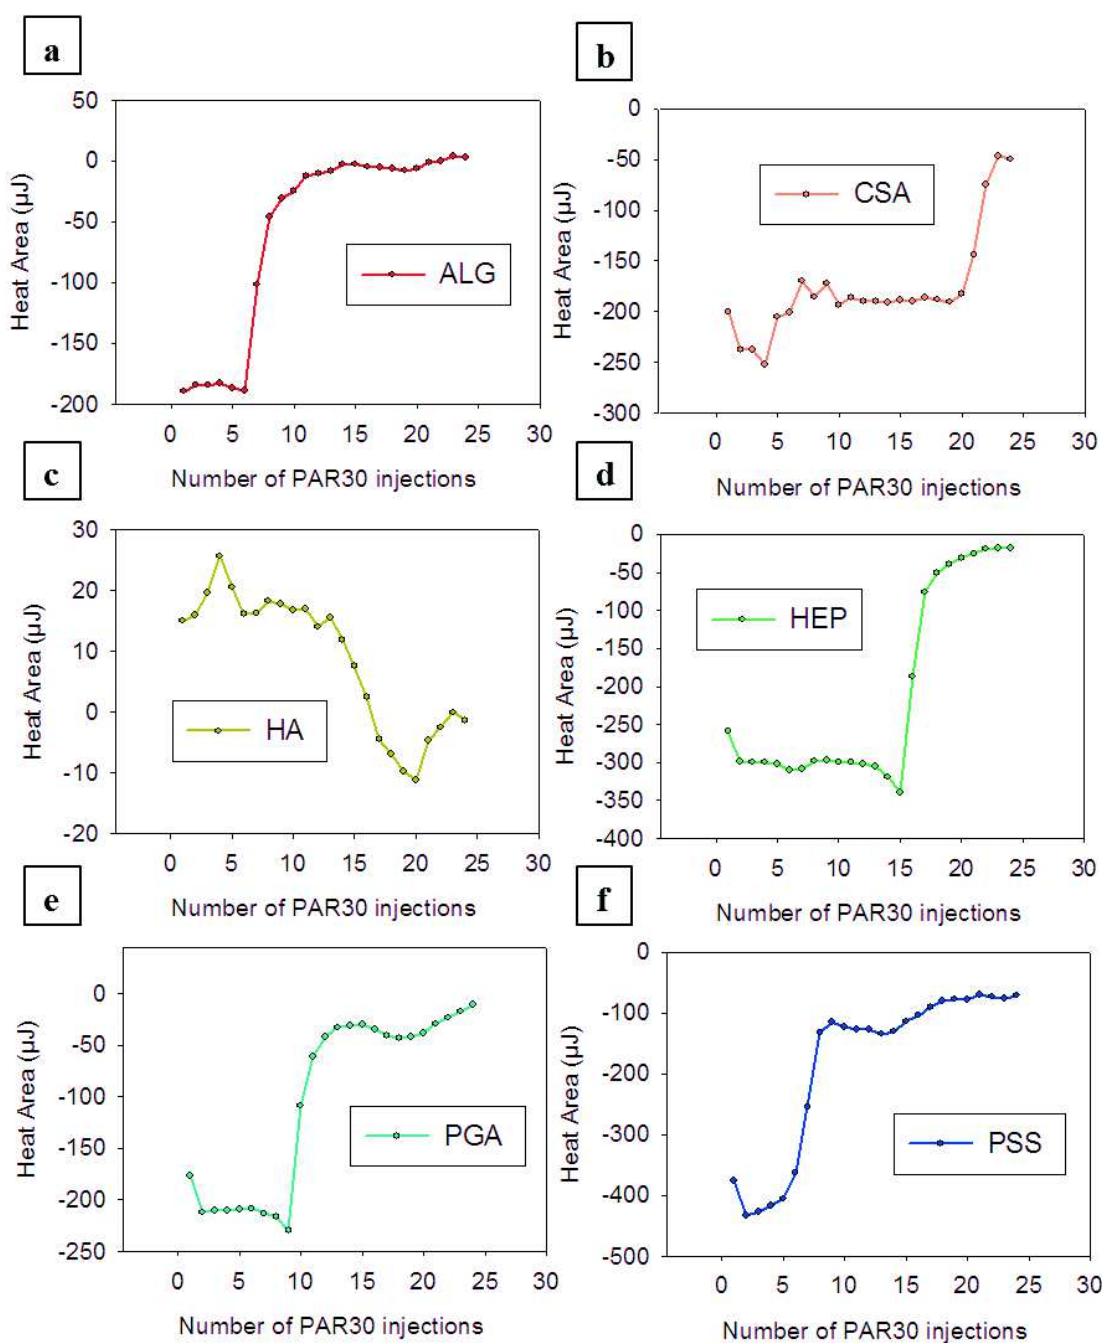 a
50
0
-50
-100
-150
-200
Heat Area (µJ)
ALG
0 5 10 15 20 25 30
Number of PAR30 injections
b
0
-50
-100
-150
-200
-250
-300
Heat Area (µJ)
CSA
0 5 10 15 20 25 30
Number of PAR30 injections
c
30
20
10
0
-10
-20
Heat Area (µJ)
HA
0 5 10 15 20 25 30
Number of PAR30 injections
d
0
-50
-100
-150
-200
-250
-300
-350
-400
Heat Area (µJ)
HEP
0 5 10 15 20 25 30
Number of PAR30 injections
e
0
-50
-100
-150
-200
-250
Heat Area (µJ)
PGA
0 5 10 15 20 25 30
Number of PAR30 injections
f
0
-100
-200
-300
-400
-500
Heat Area (µJ)
PSS
0 5 10 15 20 25 30
Number of PAR30 injections